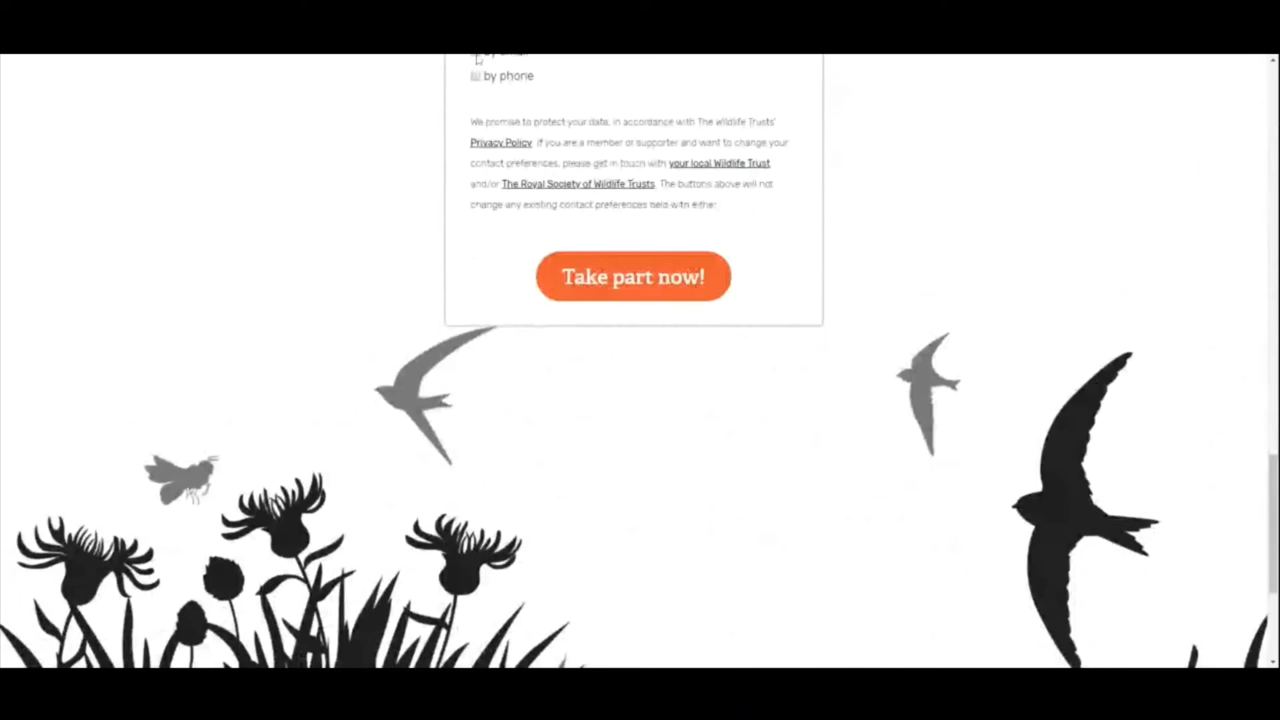 by email
by phone
We promise to protect your data, in accordance with The Wildlife Trusts'
Privacy Policy. If you are a member or supporter and want to change your
contact preferences, please get in touch with your local Wildlife Trust
and/or The Royal Society of Wildlife Trusts. The buttons above will not
change any existing contact preferences held with either.
Take part now!